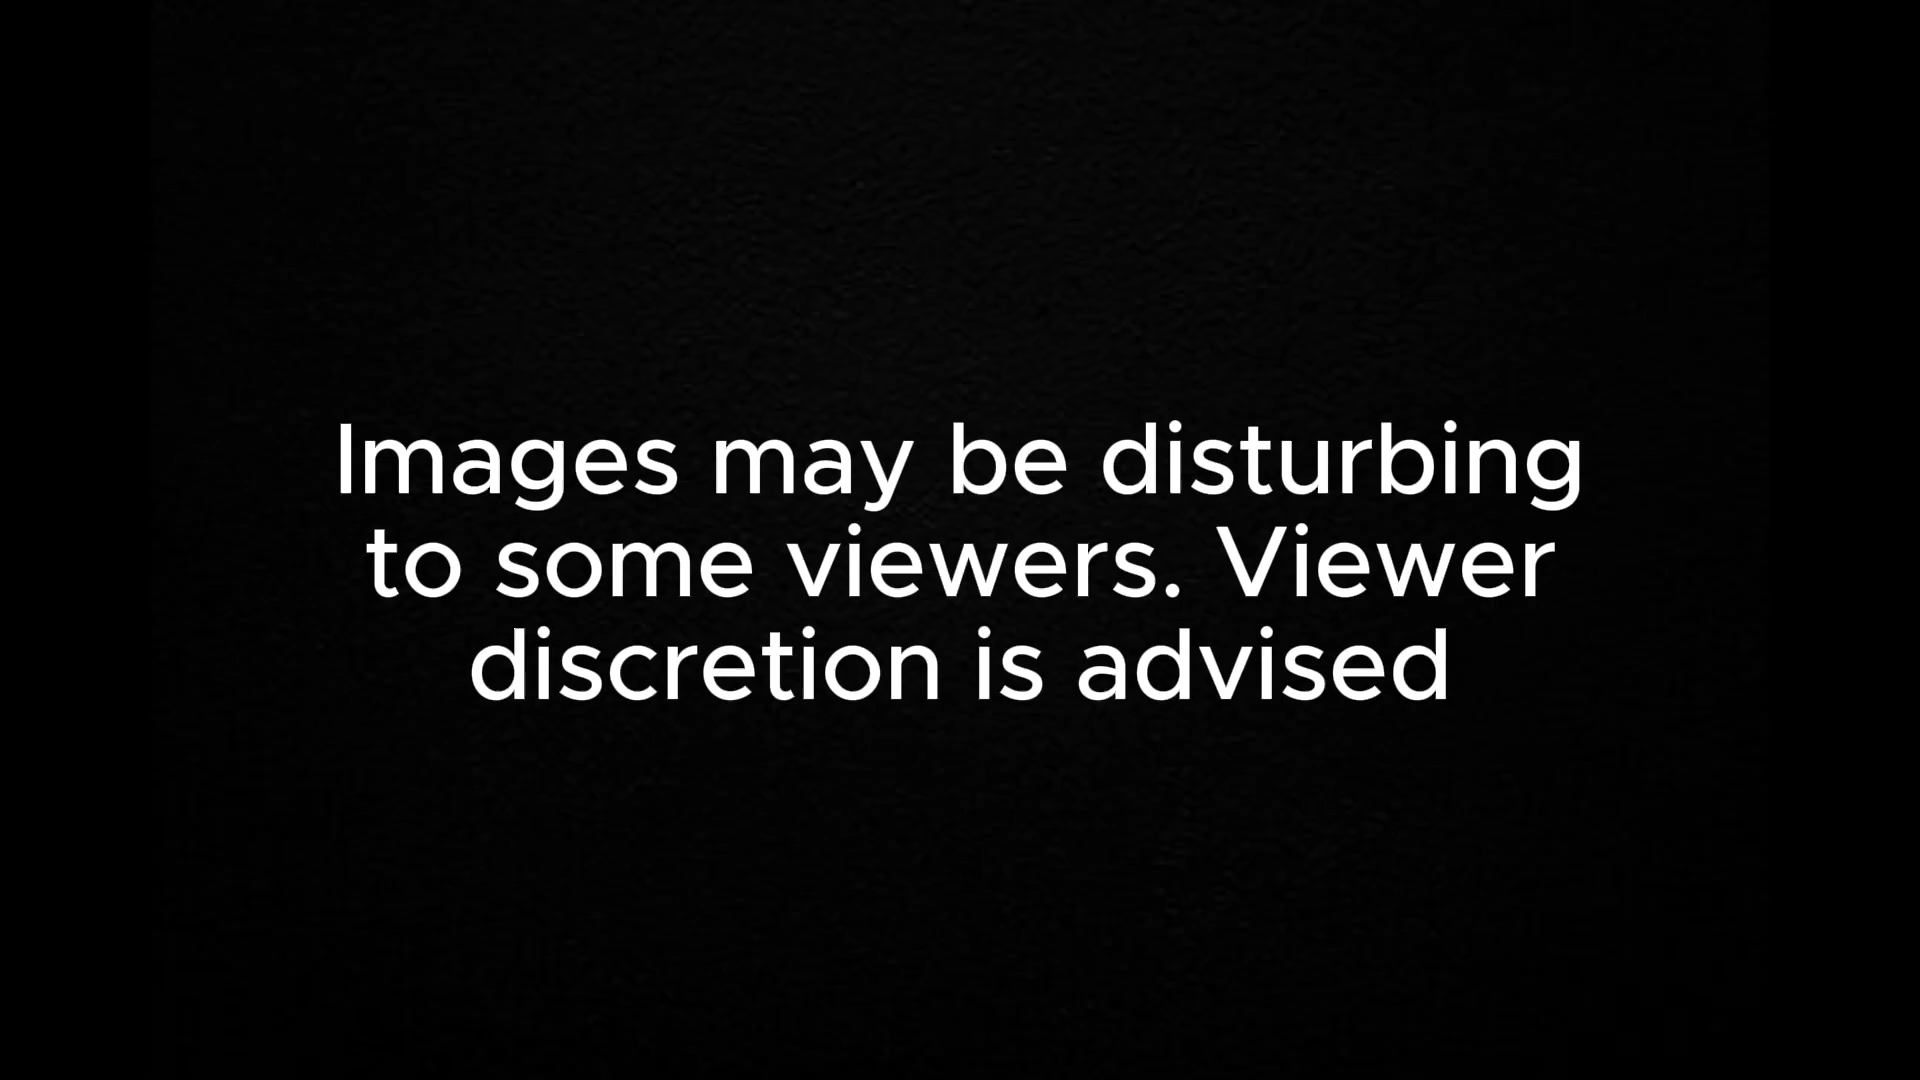 Images may be disturbing
to some viewers. Viewer
discretion is advised